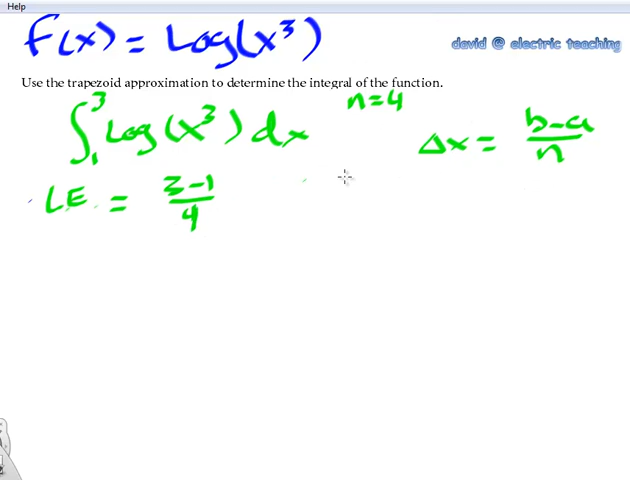 Help
f(x) = Log(x³)
david @ electric teaching
Use the trapezoid approximation to determine the integral of the function.
n=4
∫₁³ Log(x³) dx
Δx = b-a/n
LE = 3-1/4